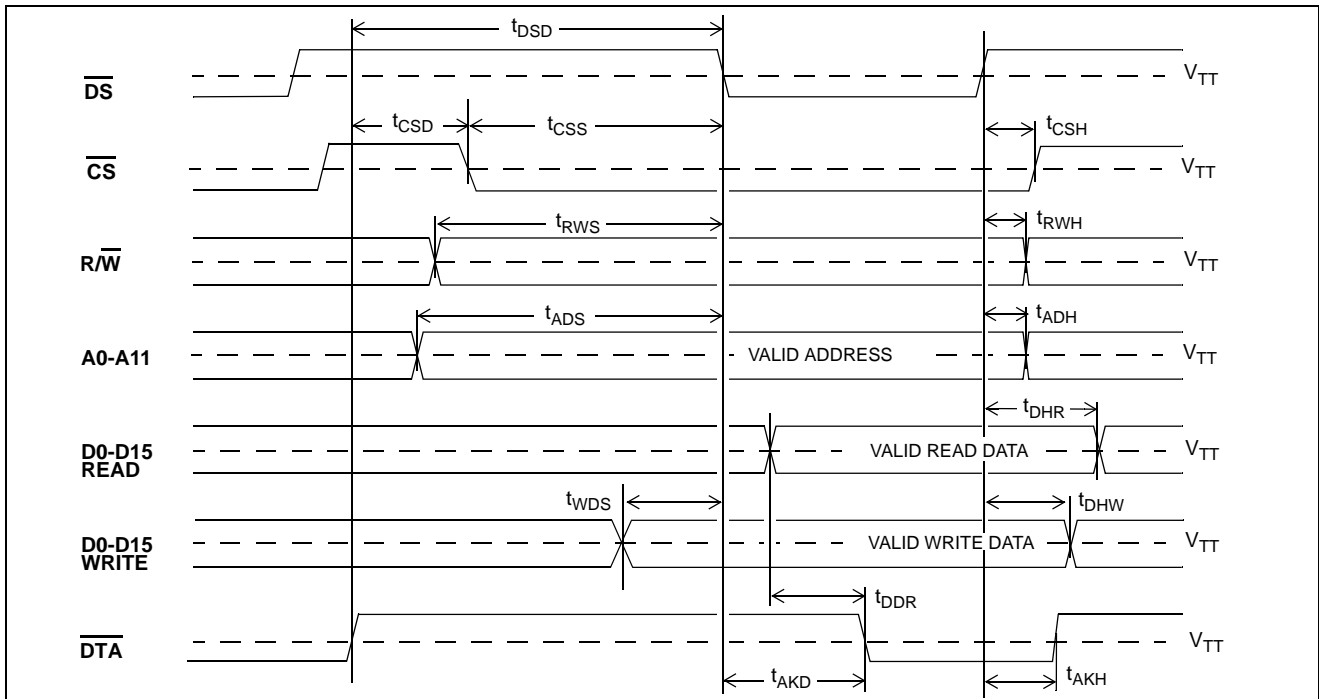 tDSD
DS VTT
tCSD tCSS tCSH
CS VTT
tRWS tRWH
R/W VTT
tADS tADH
A0-A11 VALID ADDRESS VTT
tDHR
D0-D15
READ VALID READ DATA VTT
tWDS tDHW
D0-D15
WRITE VALID WRITE DATA VTT
tDDR
DTA VTT
tAKD tAKH